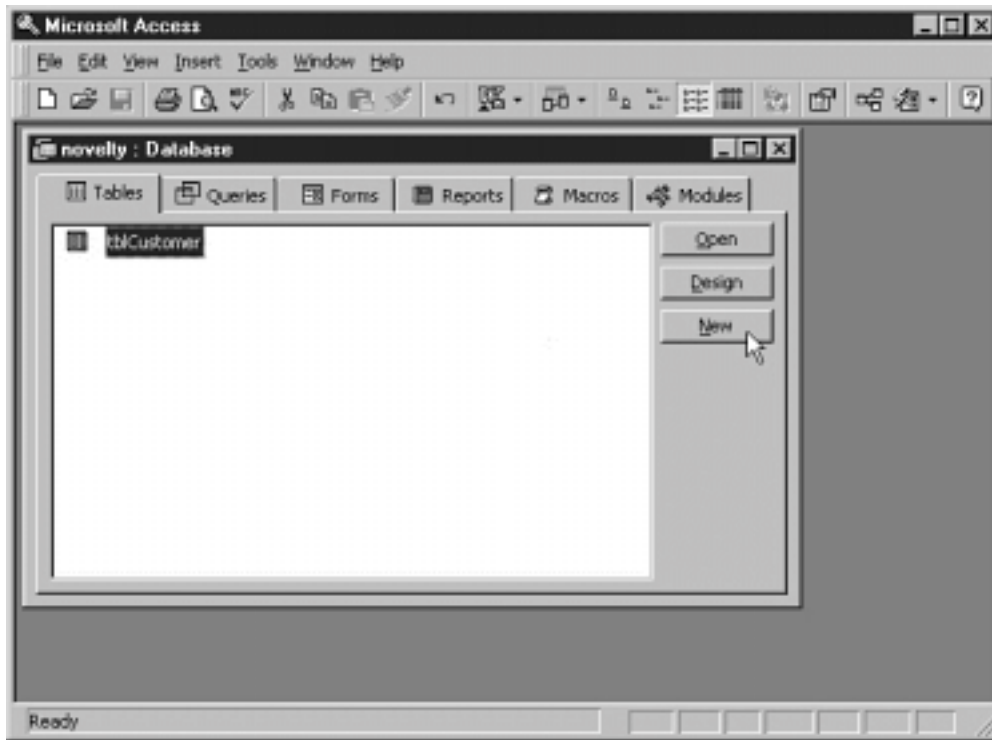 Microsoft Access
File Edit View Insert Tools Window Help
novelty : Database
Tables Queries Forms Reports Macros Modules
tblCustomer
Open
Design
New
Ready